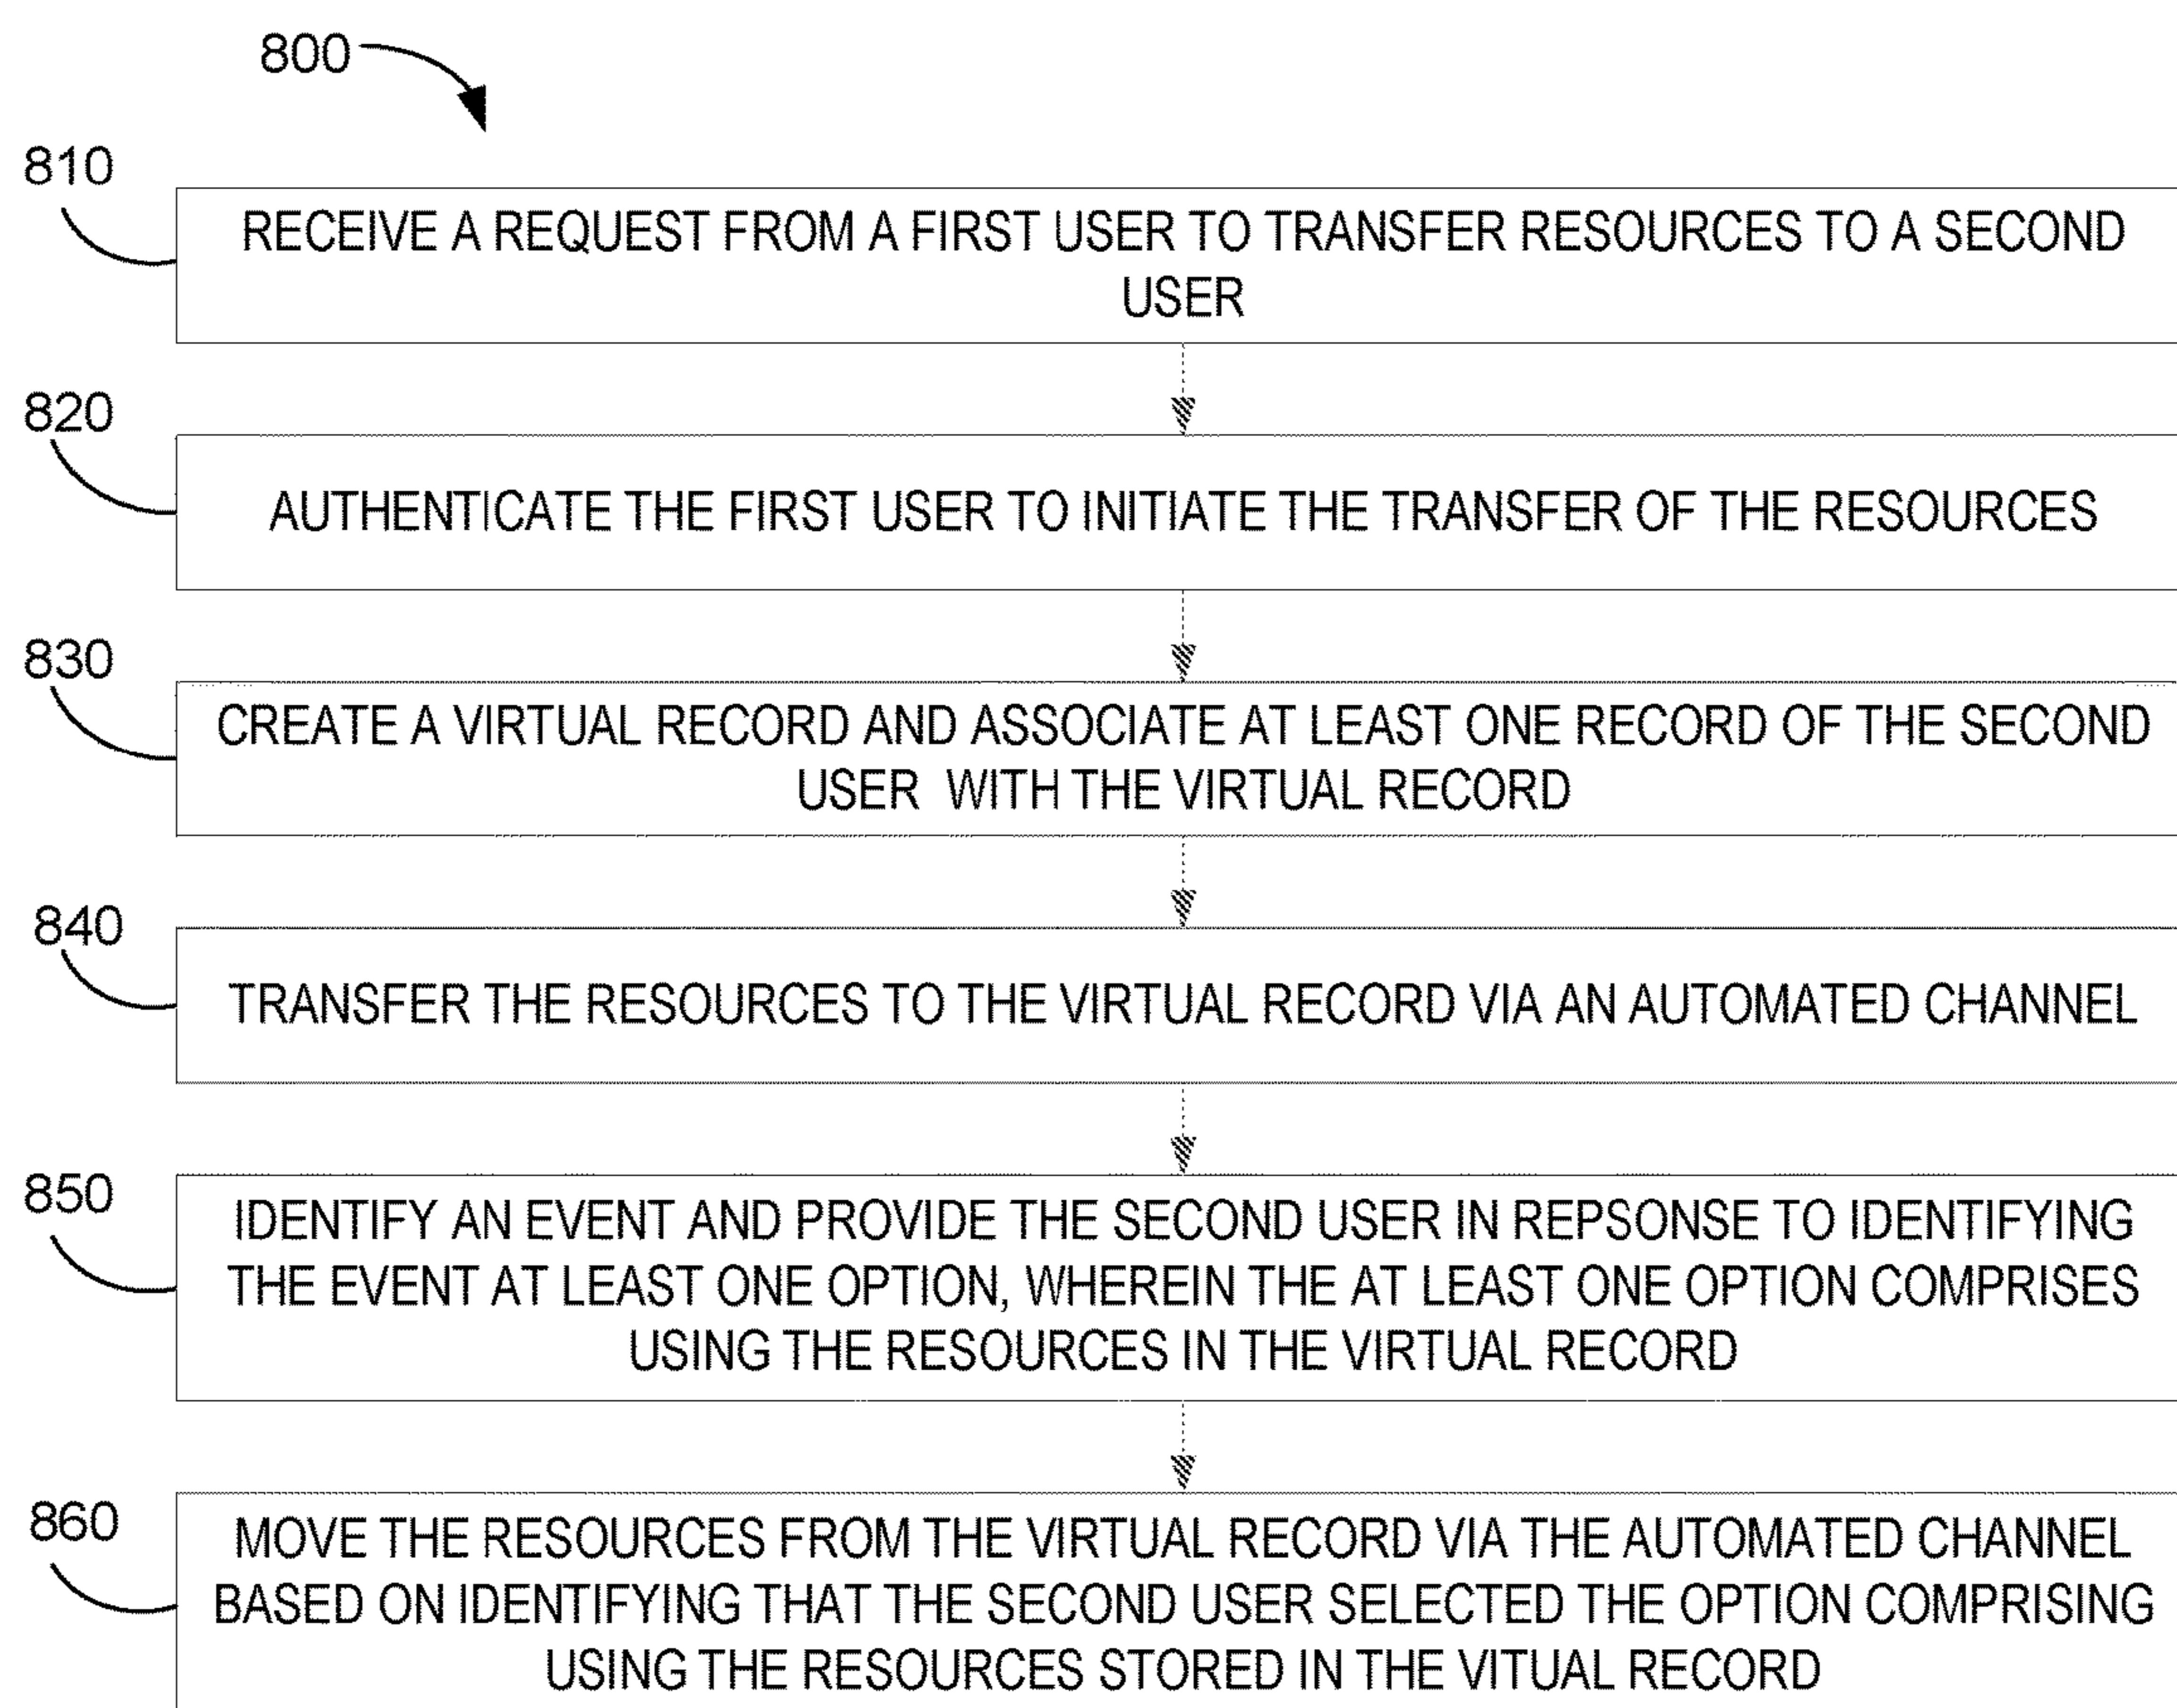 800
810
RECEIVE A REQUEST FROM A FIRST USER TO TRANSFER RESOURCES TO A SECOND
USER
820
AUTHENTICATE THE FIRST USER TO INITIATE THE TRANSFER OF THE RESOURCES
830
CREATE A VIRTUAL RECORD AND ASSOCIATE AT LEAST ONE RECORD OF THE SECOND
USER WITH THE VIRTUAL RECORD
840
TRANSFER THE RESOURCES TO THE VIRTUAL RECORD VIA AN AUTOMATED CHANNEL
850
IDENTIFY AN EVENT AND PROVIDE THE SECOND USER IN REPSONSE TO IDENTIFYING
THE EVENT AT LEAST ONE OPTION, WHEREIN THE AT LEAST ONE OPTION COMPRISES
USING THE RESOURCES IN THE VIRTUAL RECORD
860
MOVE THE RESOURCES FROM THE VIRTUAL RECORD VIA THE AUTOMATED CHANNEL
BASED ON IDENTIFYING THAT THE SECOND USER SELECTED THE OPTION COMPRISING
USING THE RESOURCES STORED IN THE VITUAL RECORD